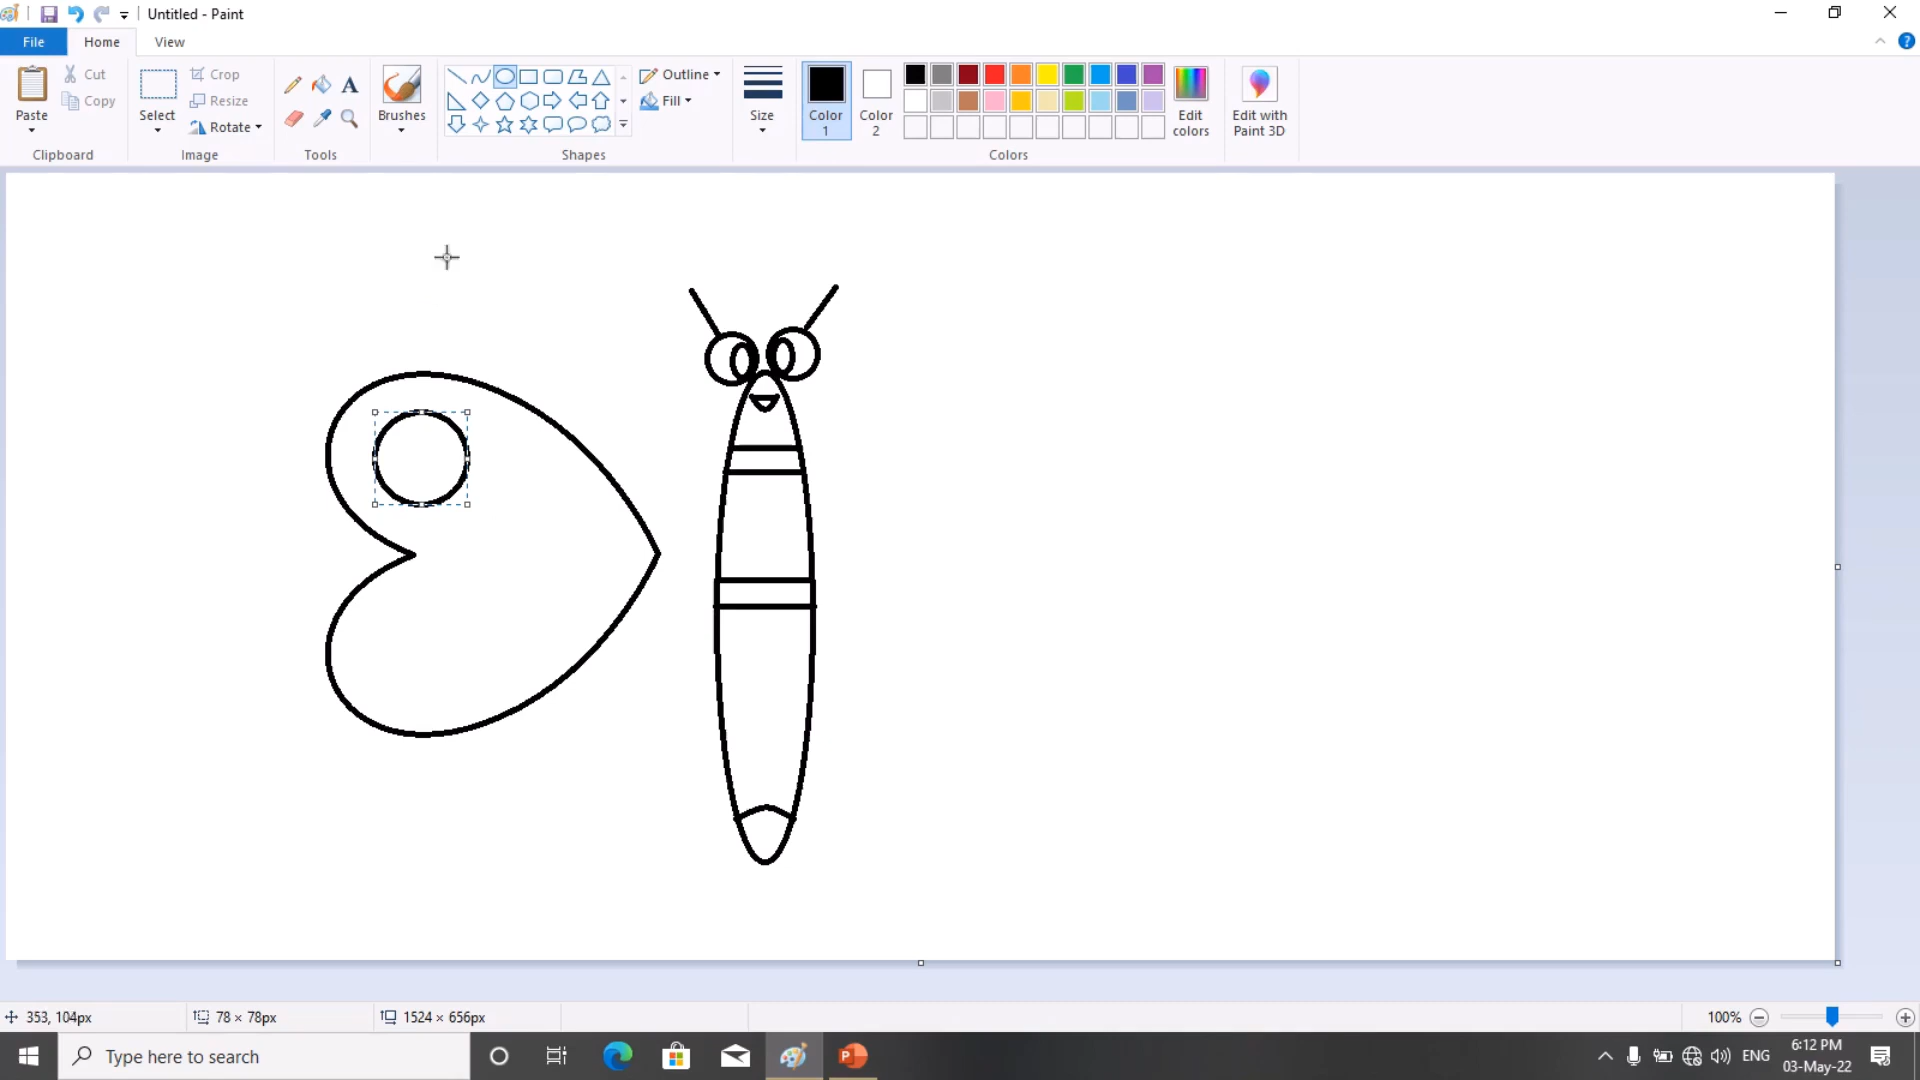 Untitled - Paint
File Home View
Paste
Cut
Copy
Clipboard
Select
Crop
Resize
Rotate
Image
A
Tools
Brushes
Shapes
Outline
Fill
Size
Color 1
Color 2
Edit colors
Colors
Edit with Paint 3D
?
353, 104px 78 × 78px 1524 × 656px 100%
Type here to search
P
ENG
6:12 PM
03-May-22